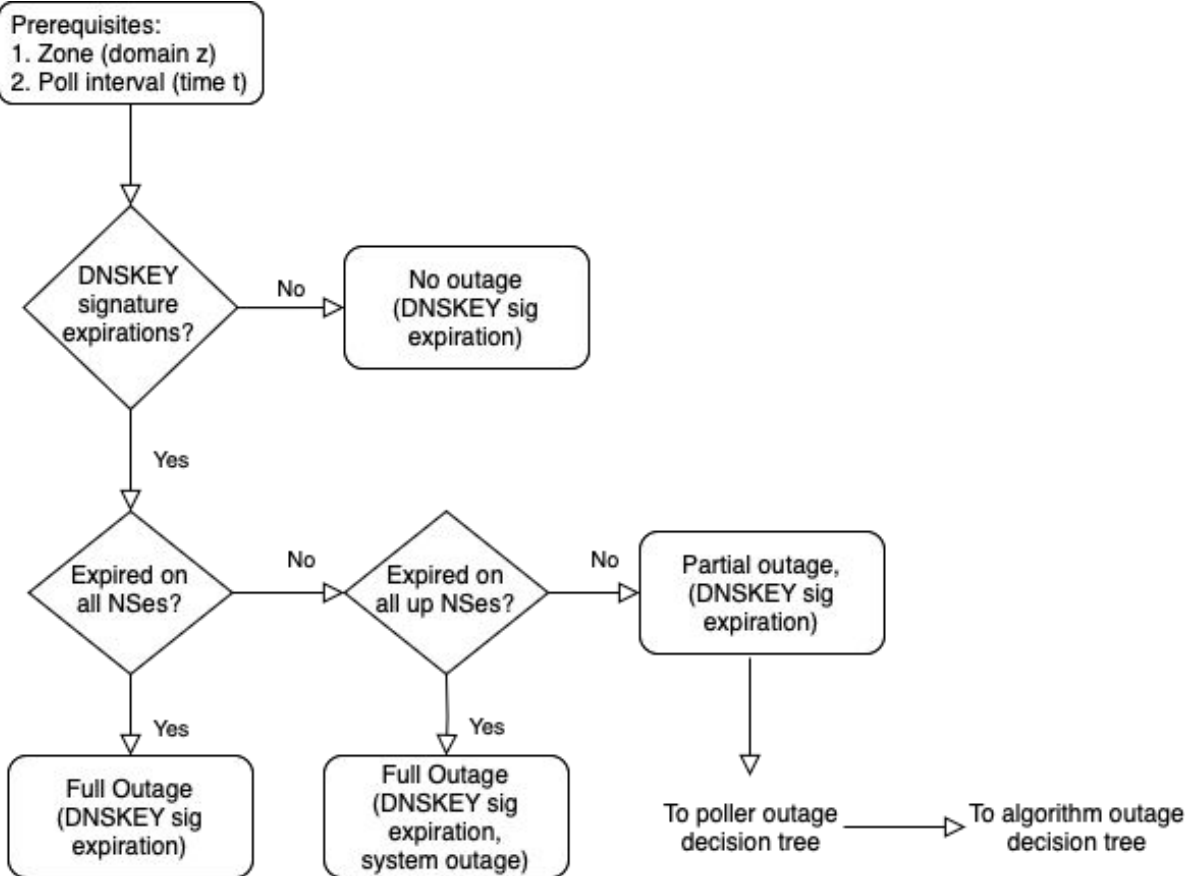 Prerequisites:
1. Zone (domain z)
2. Poll interval (time t)
DNSKEY
signature
expirations?
No
No outage
(DNSKEY sig
expiration)
Yes
Expired on
all NSes?
No
Expired on
all up NSes?
No
Partial outage,
(DNSKEY sig
expiration)
Yes
Yes
Full Outage
(DNSKEY sig
expiration)
Full Outage
(DNSKEY sig
expiration,
system outage)
To poller outage
decision tree
To algorithm outage
decision tree